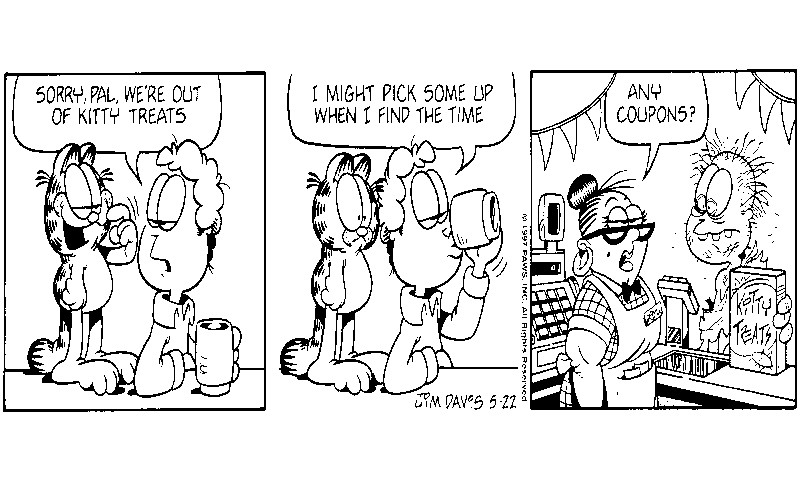 SORRY, PAL, WE'RE OUT
OF KITTY TREATS
I MIGHT PICK SOME UP
WHEN I FIND THE TIME
JIM DAVIS 5-22
© 1997 PAWS, INC. All Rights Reserved
ANY
COUPONS?
KITTY
TREATS